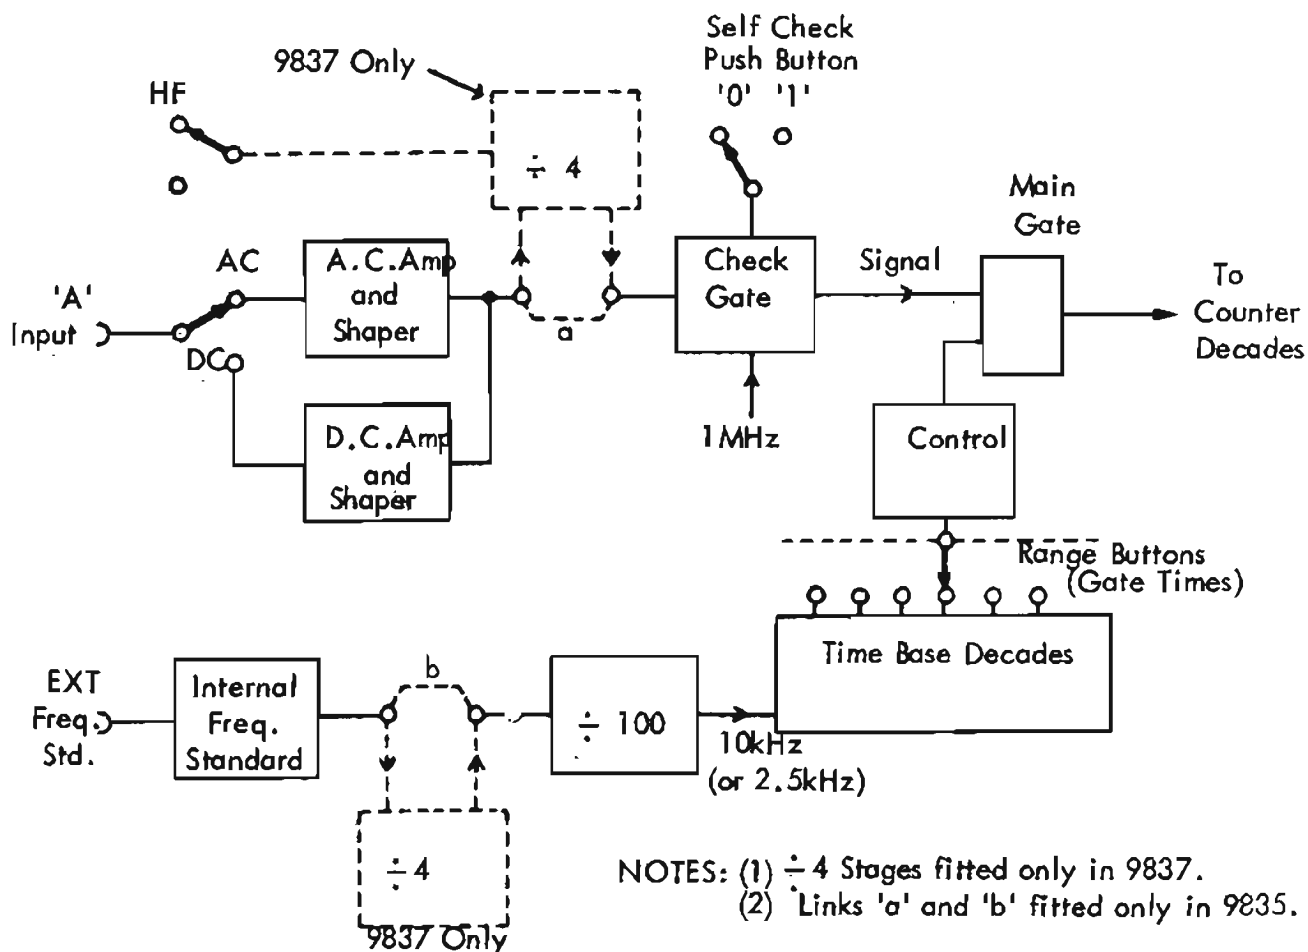 Self Check
Push Button
'0' '1'
9837 Only
HF
÷ 4
Main
Gate
AC
A.C.Amp
and
Shaper
Check
Gate
Signal
'A'
Input
To
Counter
Decades
a
DC
D.C.Amp
and
Shaper
1MHz
Control
Range Buttons
(Gate Times)
Time Base Decades
EXT
Freq.
Std.
Internal
Freq.
Standard
b
÷ 100
10kHz
(or 2.5kHz)
÷4
9837 Only
NOTES: (1) ÷4 Stages fitted only in 9837.
(2) Links 'a' and 'b' fitted only in 9835.